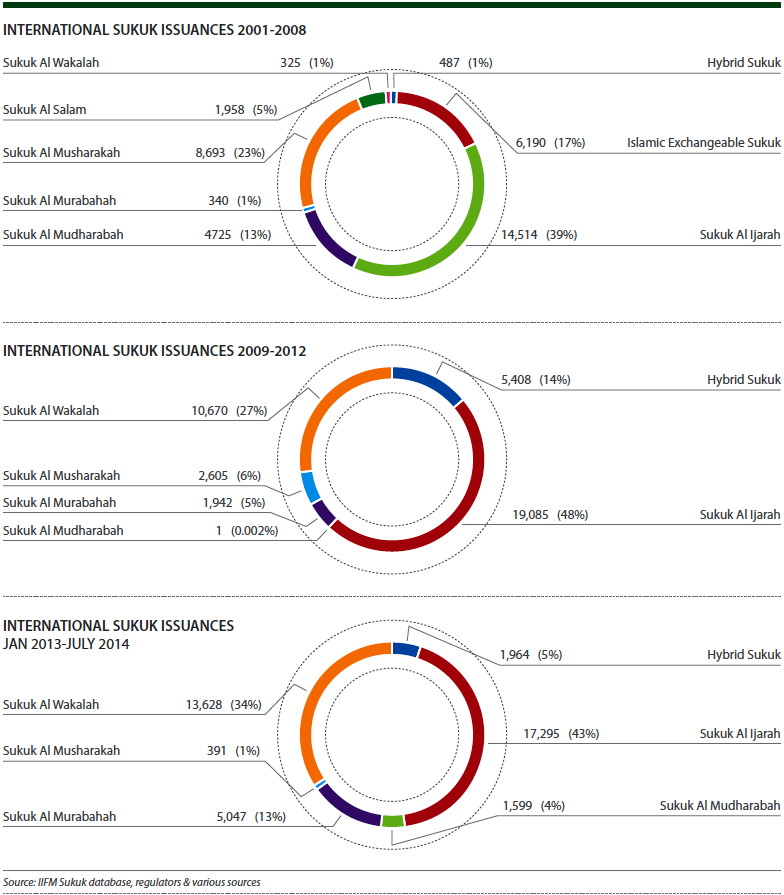 INTERNATIONAL SUKUK ISSUANCES 2001-2008
Sukuk Al Wakalah 325 (1%) 487 (1%) Hybrid Sukuk
Sukuk Al Salam 1,958 (5%)
6,190 (17%) Islamic Exchangeable Sukuk
Sukuk Al Musharakah 8,693 (23%)
Sukuk Al Murabahah 340 (1%)
Sukuk Al Mudharabah 4725 (13%) 14,514 (39%) Sukuk Al Ijarah
INTERNATIONAL SUKUK ISSUANCES 2009-2012
5,408 (14%) Hybrid Sukuk
Sukuk Al Wakalah 10,670 (27%)
Sukuk Al Musharakah 2,605 (6%)
Sukuk Al Murabahah 1,942 (5%)
19,085 (48%) Sukuk Al Ijarah
Sukuk Al Mudharabah 1 (0.002%)
INTERNATIONAL SUKUK ISSUANCES
JAN 2013-JULY 2014
1,964 (5%) Hybrid Sukuk
Sukuk Al Wakalah 13,628 (34%)
17,295 (43%) Sukuk Al Ijarah
Sukuk Al Musharakah 391 (1%)
1,599 (4%) Sukuk Al Mudharabah
Sukuk Al Murabahah 5,047 (13%)
Source: IIFM Sukuk database, regulators & various sources